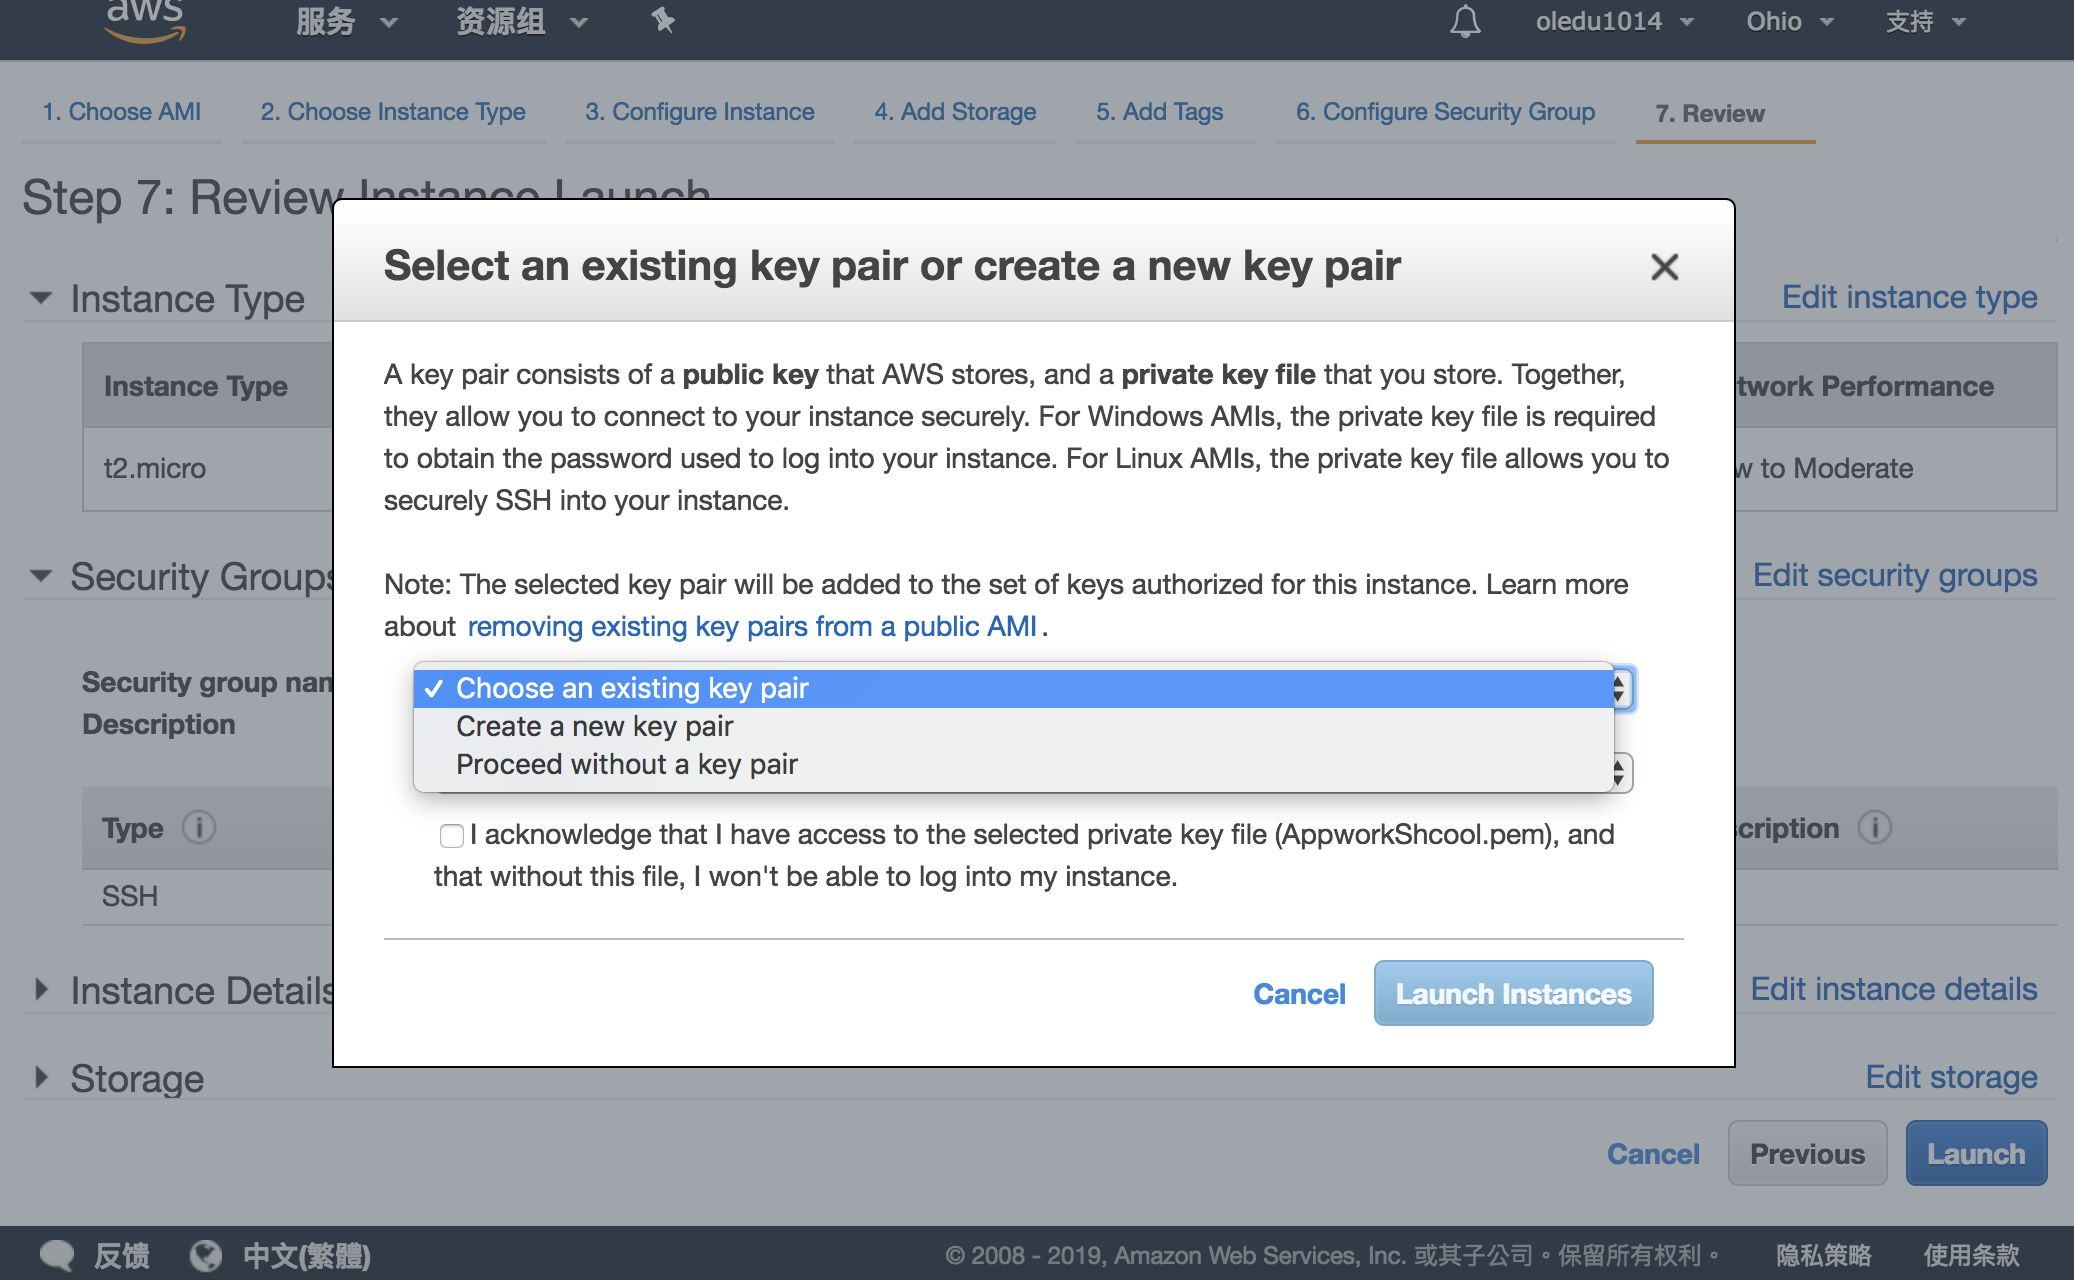 aws 服务 资源组 oledu1014 Ohio 支持
1. Choose AMI 2. Choose Instance Type 3. Configure Instance 4. Add Storage 5. Add Tags 6. Configure Security Group 7. Review
Step 7: Review Instance Launch
Select an existing key pair or create a new key pair
Instance Type Edit instance type
A key pair consists of a public key that AWS stores, and a private key file that you store. Together,
they allow you to connect to your instance securely. For Windows AMIs, the private key file is required
to obtain the password used to log into your instance. For Linux AMIs, the private key file allows you to
securely SSH into your instance.
Instance Type twork Performance
t2.micro w to Moderate
Security Groups Edit security groups
Note: The selected key pair will be added to the set of keys authorized for this instance. Learn more
about removing existing key pairs from a public AMI.
Security group nam
Description
✓ Choose an existing key pair
Create a new key pair
Proceed without a key pair
Type cription
SSH
I acknowledge that I have access to the selected private key file (AppworkShcool.pem), and
that without this file, I won't be able to log into my instance.
Cancel Launch Instances
Instance Details Edit instance details
Storage Edit storage
Cancel Previous Launch
反馈 中文(繁體) © 2008 - 2019, Amazon Web Services, Inc. 或其子公司。保留所有权利。 隐私策略 使用条款